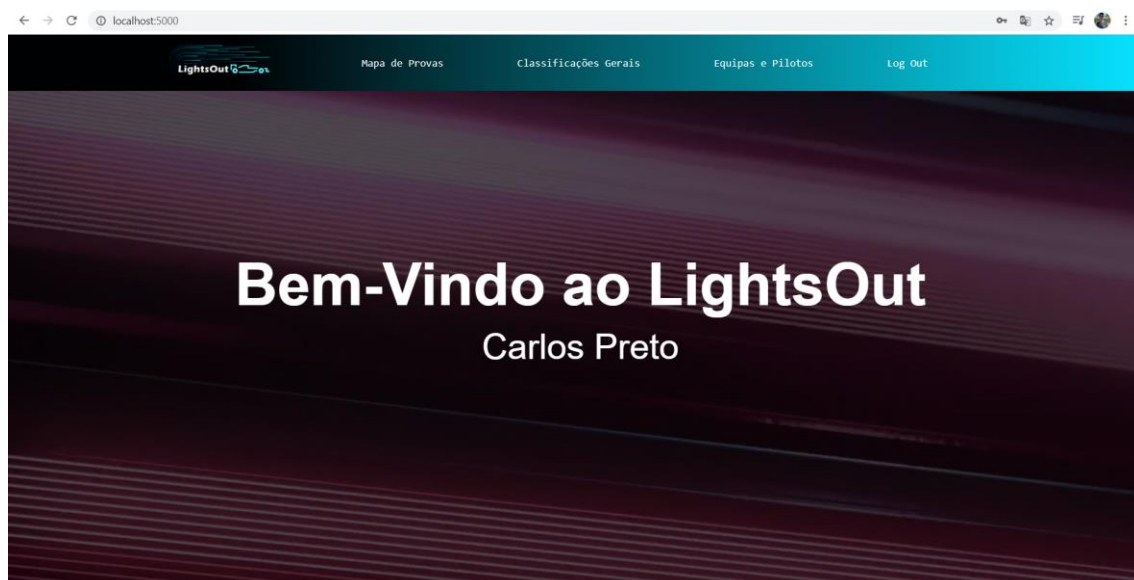 localhost:5000
LightsOut
Mapa de Provas
Classificações Gerais
Equipas e Pilotos
Log Out
Bem-Vindo ao LightsOut
Carlos Preto